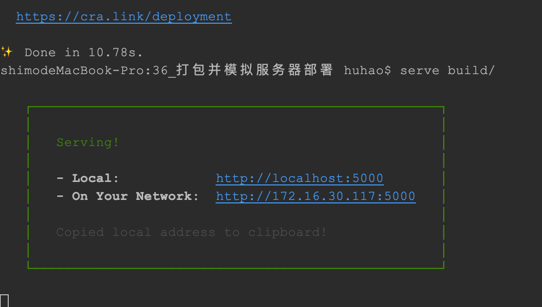 https://cra.link/deployment
✨ Done in 10.78s.
shimodeMacBook-Pro:36_打包并模拟服务器部署 huhao$ serve build/
Serving!
- Local: http://localhost:5000
- On Your Network: http://172.16.30.117:5000
Copied local address to clipboard!